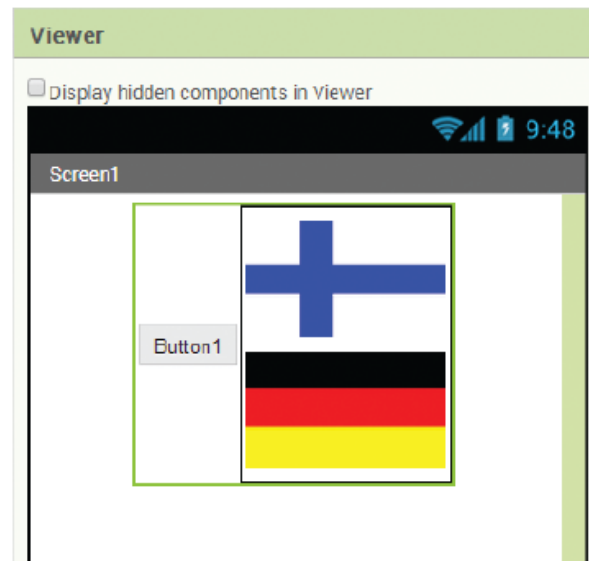 Viewer
Display hidden components in Viewer
9:48
Screen1
Button1